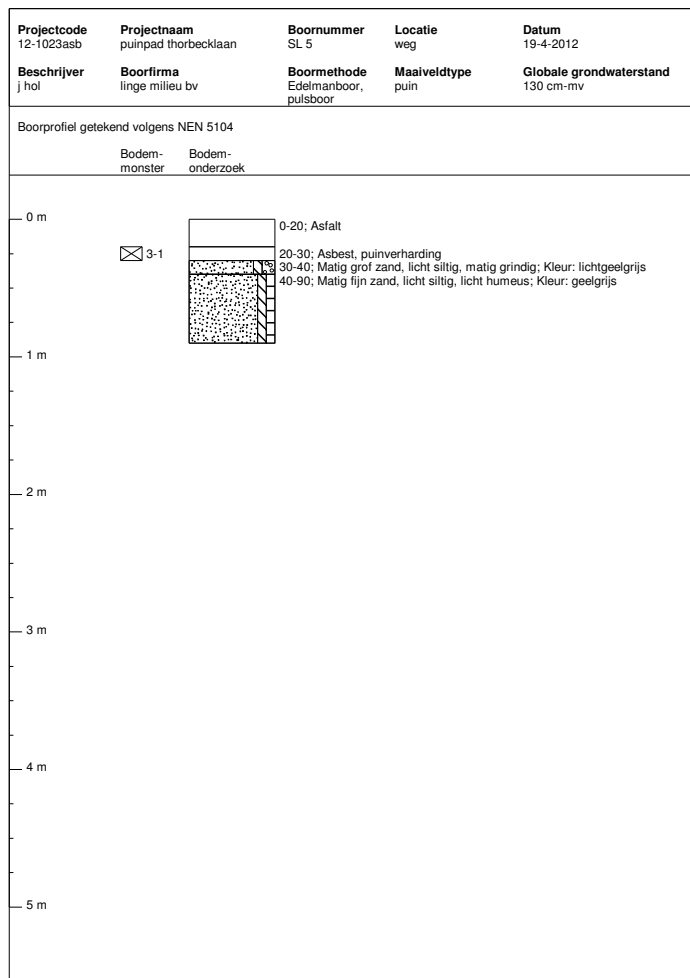 Projectcode Projectnaam Boornummer Locatie Datum
12-1023asb puinpad thorbecklaan SL 5 weg 19-4-2012
Beschrijver Boorfirma Boormethode Maaiveldtype Globale grondwaterstand
j hol linge milieu bv Edelmanboor, puin 130 cm-mv
pulsboor
Boorprofiel getekend volgens NEN 5104
Bodem- Bodem-
monster onderzoek
0 m
0-20; Asfalt
3-1 20-30; Asbest, puinverharding
30-40; Matig grof zand, licht siltig, matig grindig; Kleur: lichtgeelgrijs
40-90; Matig fijn zand, licht siltig, licht humeus; Kleur: geelgrijs
1 m
2 m
3 m
4 m
5 m